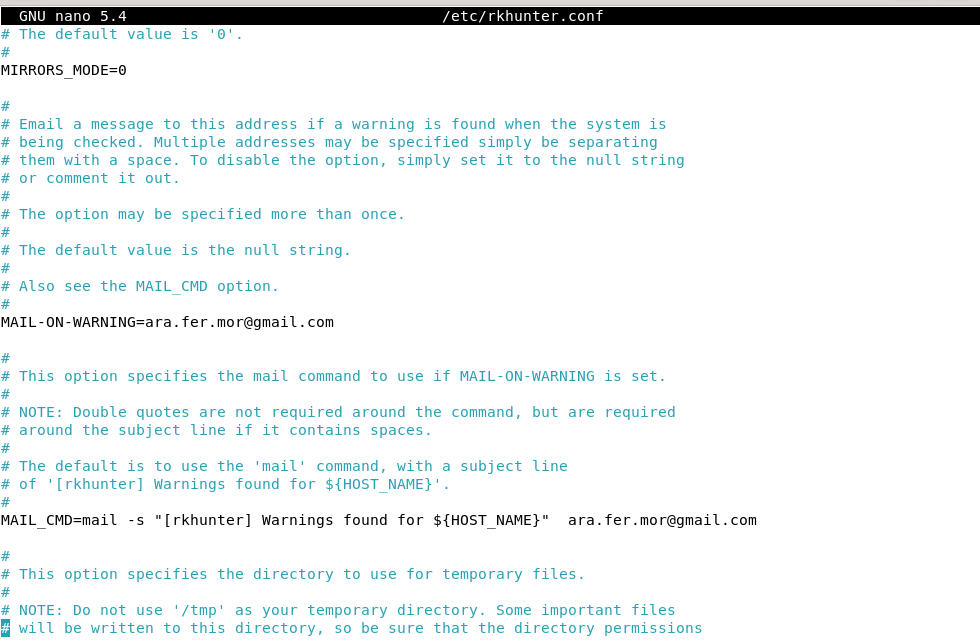 GNU nano 5.4 /etc/rkhunter.conf
# The default value is '0'.
#
MIRRORS_MODE=0
#
# Email a message to this address if a warning is found when the system is
# being checked. Multiple addresses may be specified simply be separating
# them with a space. To disable the option, simply set it to the null string
# or comment it out.
#
# The option may be specified more than once.
#
# The default value is the null string.
#
# Also see the MAIL_CMD option.
#
MAIL-ON-WARNING=ara.fer.mor@gmail.com
#
# This option specifies the mail command to use if MAIL-ON-WARNING is set.
#
# NOTE: Double quotes are not required around the command, but are required
# around the subject line if it contains spaces.
#
# The default is to use the 'mail' command, with a subject line
# of '[rkhunter] Warnings found for ${HOST_NAME}'.
#
MAIL_CMD=mail -s "[rkhunter] Warnings found for ${HOST_NAME}"  ara.fer.mor@gmail.com
#
# This option specifies the directory to use for temporary files.
#
# NOTE: Do not use '/tmp' as your temporary directory. Some important files
# will be written to this directory, so be sure that the directory permissions